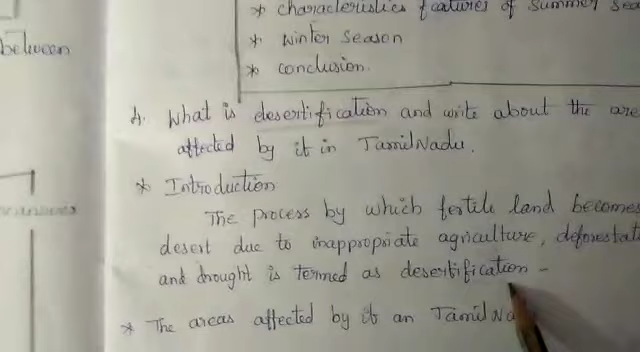 * characteristics features of summer
* winter season
* conclusion.
between
4. What is desertification and write about the
affected by it in TamilNadu.
* Introduction
The process by which fertile land becomes
desert due to inappropriate agriculture,
and drought is termed as desertification -
* The areas affected by it an